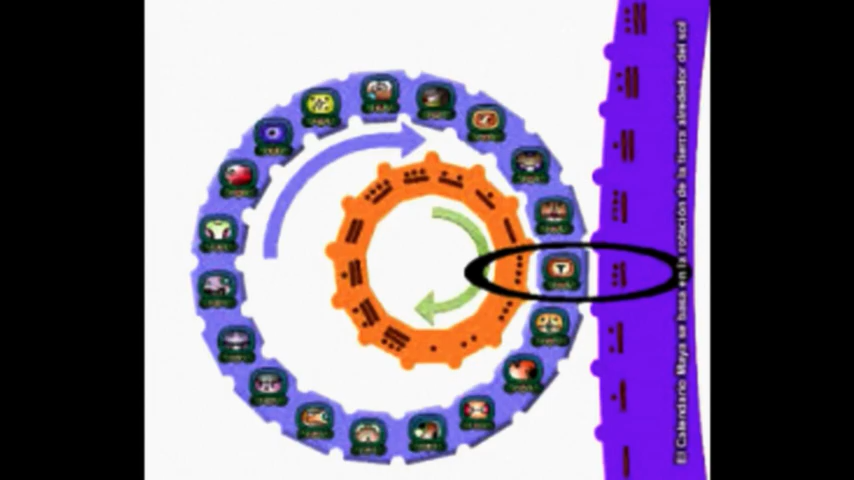 El Calendario Maya se basa en la rotación de la tierra alrededor del sol